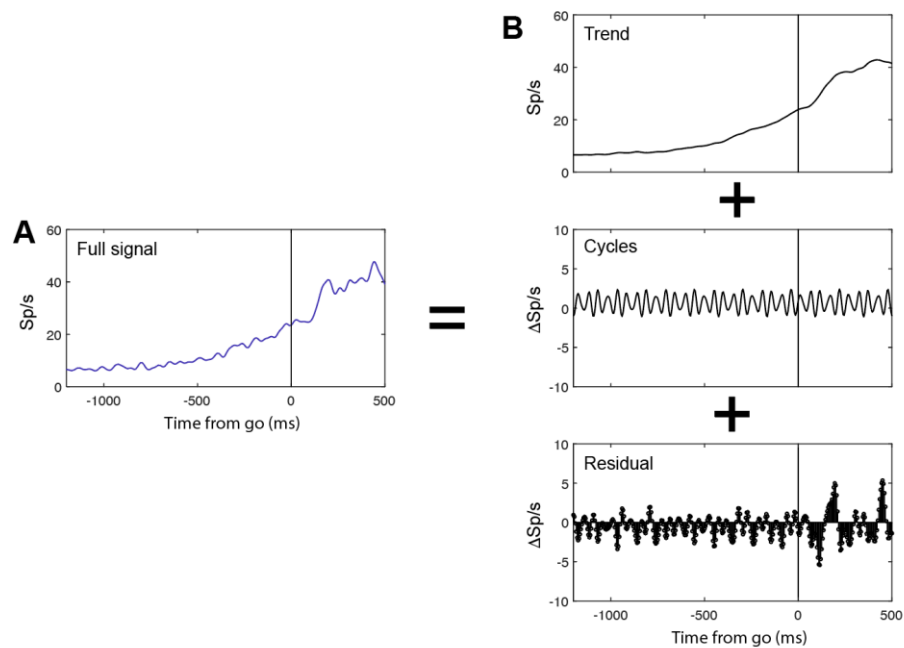 A
Full signal
60
40
20
0
Sp/s
-1000
-500
0
500
Time from go (ms)
=
B
Trend
60
40
20
0
Sp/s
+
Cycles
10
5
0
-5
-10
ΔSp/s
+
Residual
10
5
0
-5
-10
ΔSp/s
-1000
-500
0
500
Time from go (ms)